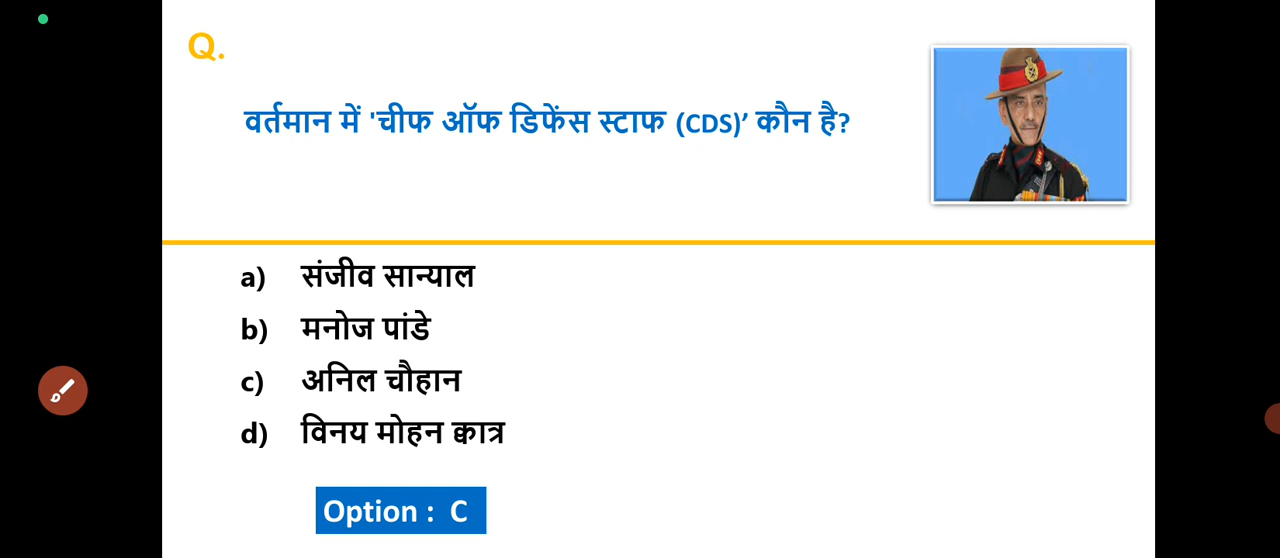 Q.
वर्तमान में 'चीफ ऑफ डिफेंस स्टाफ (CDS)’ कौन है?
a) संजीव सान्याल
b) मनोज पांडे
c) अनिल चौहान
d) विनय मोहन क्वात्र
Option : C